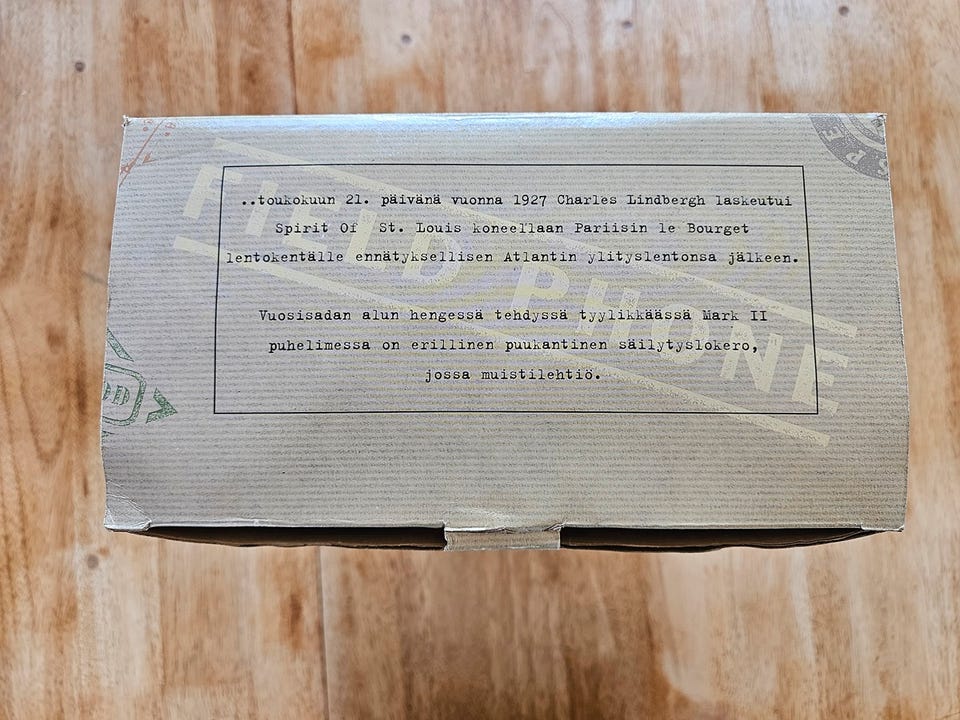 ..toukokuun 21. päivänä vuonna 1927 Charles Lindbergh laskeutui
Spirit Of St. Louis koneellaan Pariisin le Bourget
lentokentälle ennätyksellisen Atlantin ylityslentonsa jälkeen.
Vuosisadan alun hengessä tehdyssä tyylikkäässä Mark II
puhelimessa on erillinen puukantinen säilytyslokero,
jossa muistilehtiö.
FIELD PHONE